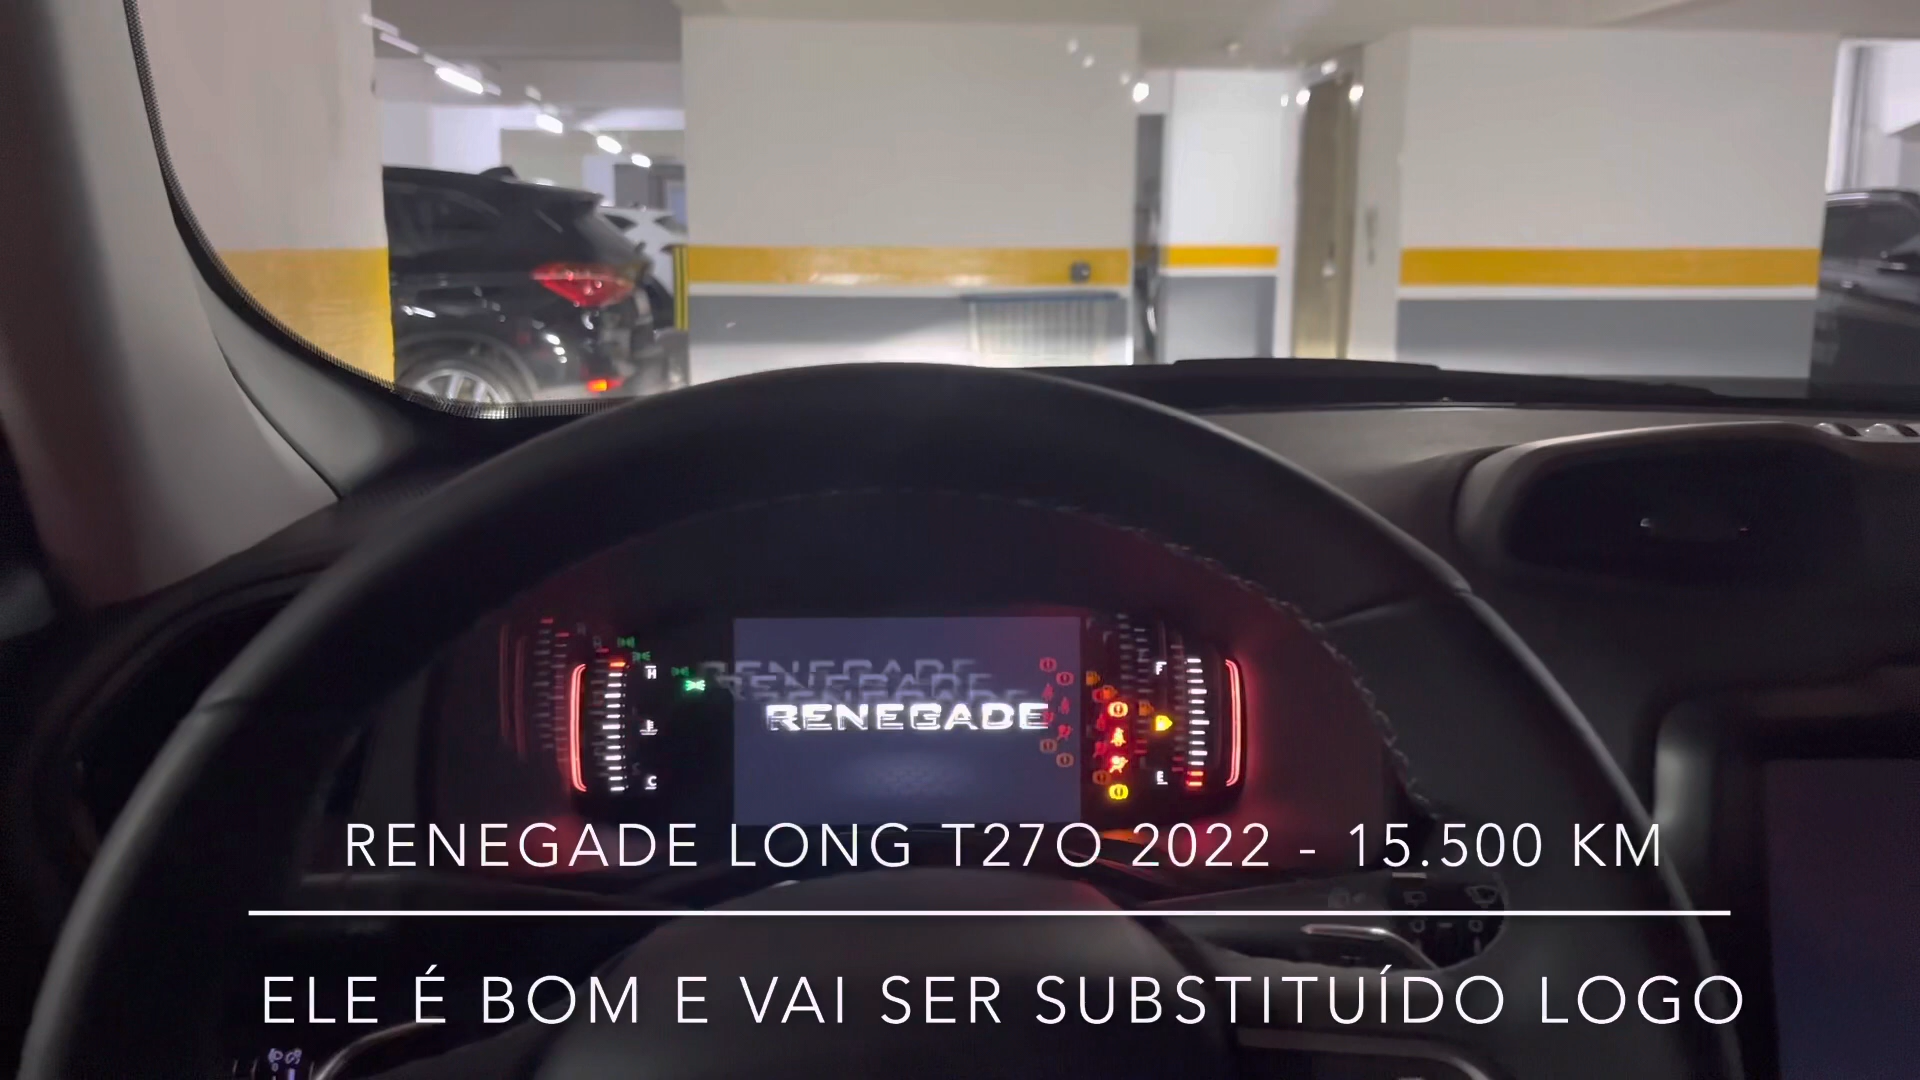 H
F
RENEGADE
E
C
RENEGADE LONG T27O 2022 - 15.500 KM
ELE É BOM E VAI SER SUBSTITUÍDO LOGO